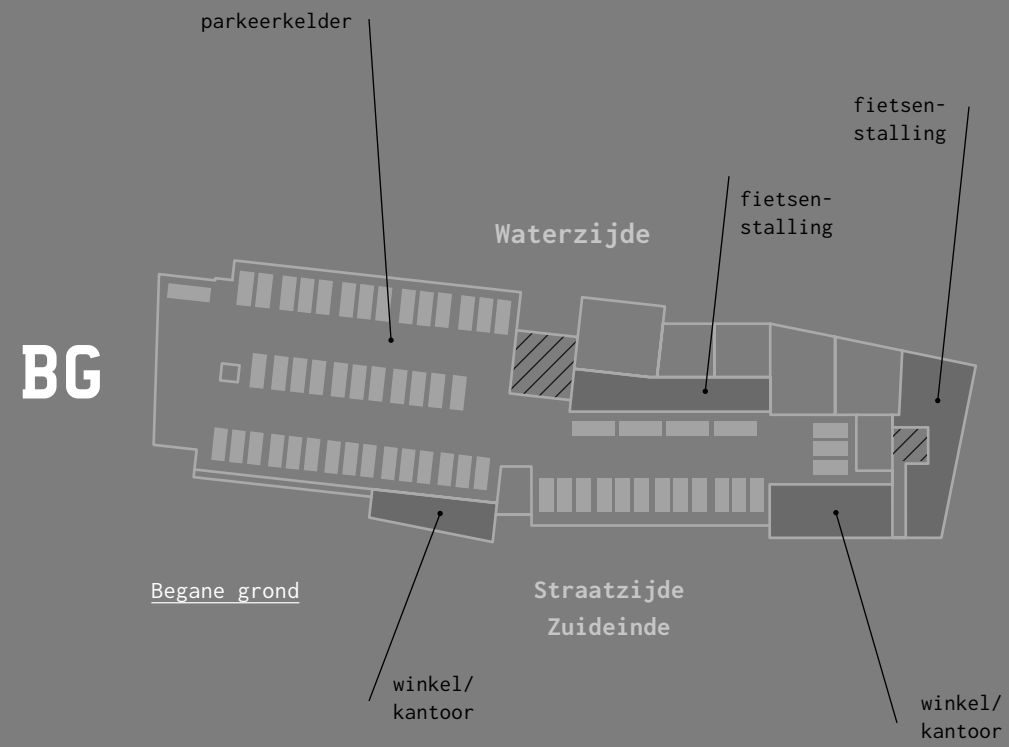 parkeerkelder
fietsen-
stalling
fietsen-
stalling
Waterzijde
BG
Begane grond
Straatzijde
Zuideinde
winkel/
kantoor
winkel/
kantoor